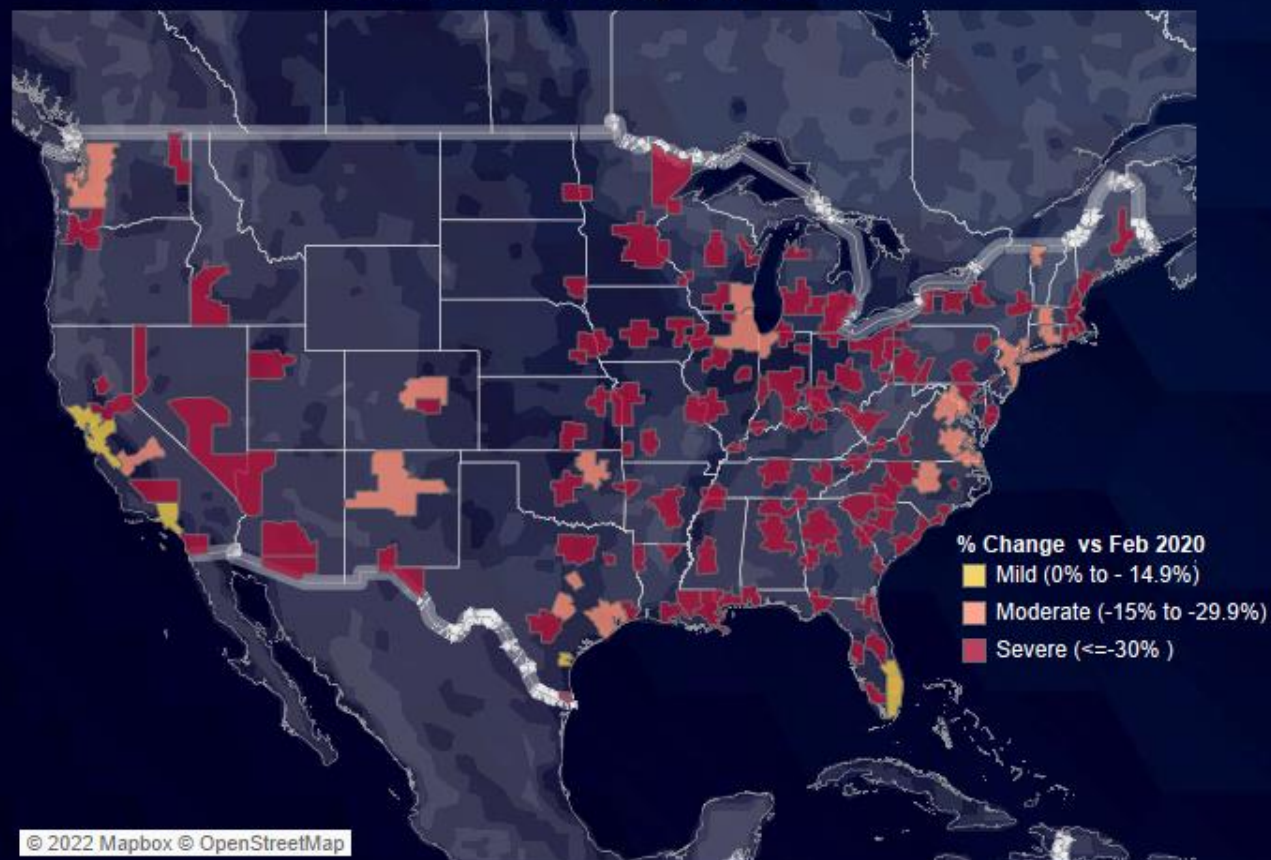 % Change vs Feb 2020
Mild (0% to - 14.9%)
Moderate (-15% to -29.9%)
Severe (<=-30% )
© 2022 Mapbox © OpenStreetMap